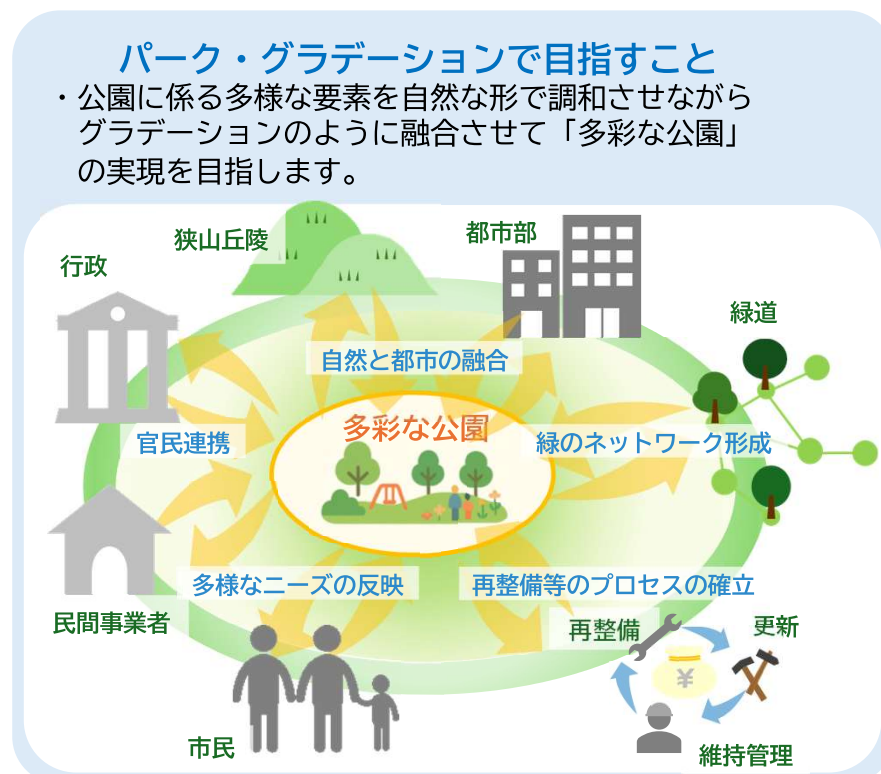 パーク・グラデーションで目指すこと
・公園に係る多様な要素を自然な形で調和させながら
グラデーションのように融合させて「多彩な公園」
の実現を目指します。
狭山丘陵
都市部
行政
緑道
自然と都市の融合
多彩な公園
官民連携
緑のネットワーク形成
多様なニーズの反映
再整備等のプロセスの確立
民間事業者
再整備
更新
¥
市民
維持管理